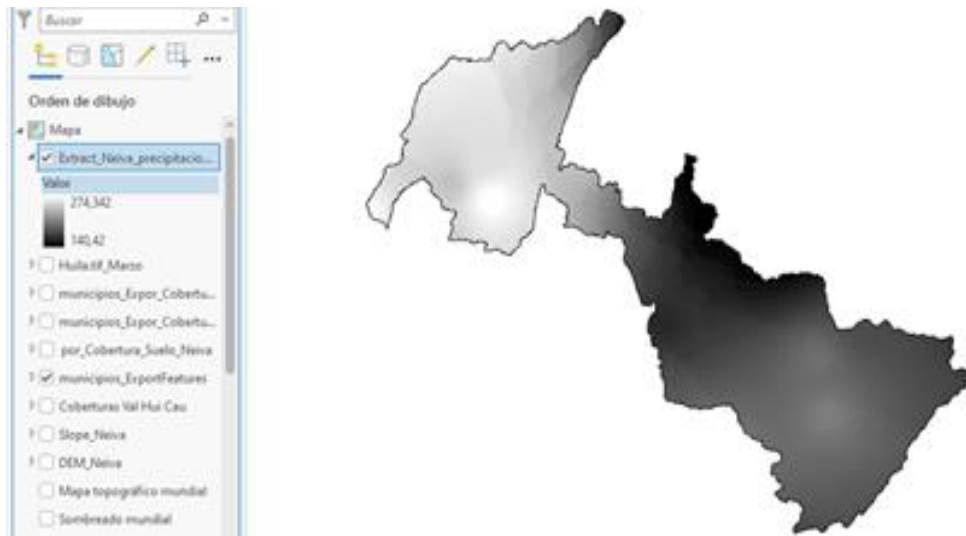 Buscar
Orden de dibujo
Mapa
Extract_Neiva_precipitacio...
Valor
274,342
140,42
Huila.tif_Marzo
municipios_Expor_Cobertu...
municipios_Expor_Cobertu...
por_Cobertura_Suelo_Neiva
municipios_ExportFeatures
Coberturas Val Hui Cau
Slope_Neiva
DEM_Neiva
Mapa topográfico mundial
Sombreado mundial